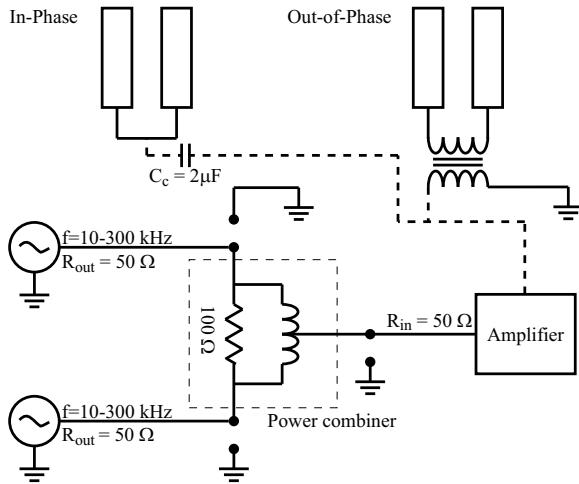 In-Phase
Out-of-Phase
C_c = 2μF
f=10-300 kHz
R_out = 50 Ω
100 Ω
R_in = 50 Ω
Amplifier
f=10-300 kHz
R_out = 50 Ω
Power combiner